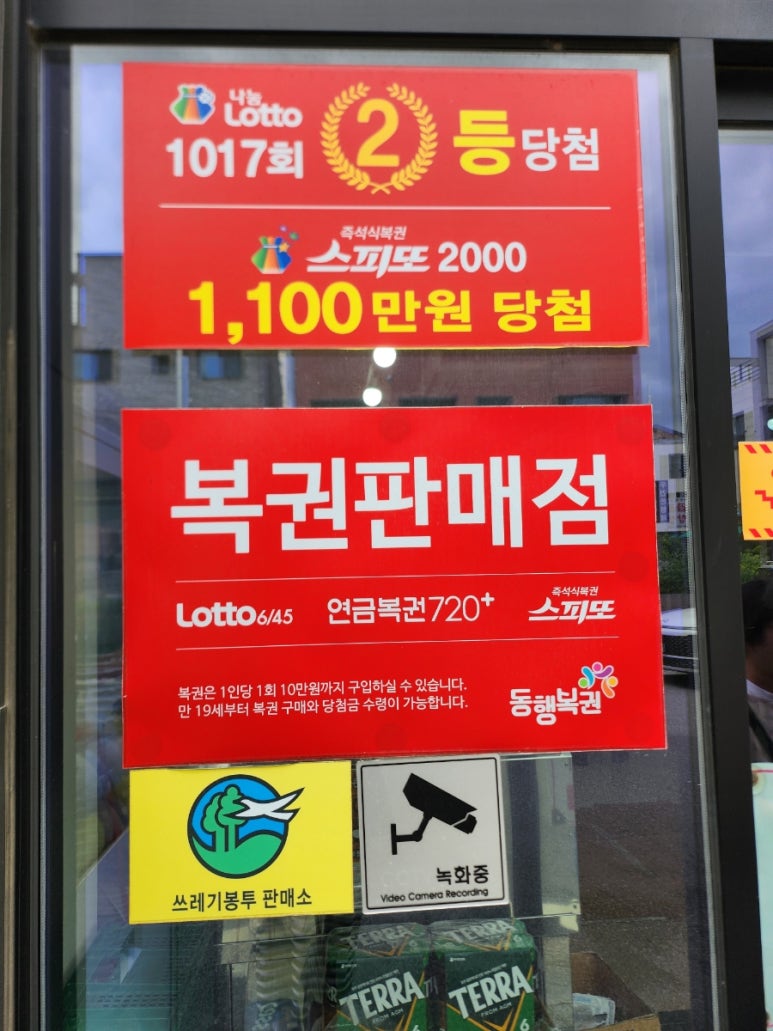 나눔
Lotto
1017회 2 등당첨
즉석식복권
스피또 2000
1,100만원 당첨
복권판매점
Lotto6/45 연금복권720+ 즉석식복권 스피또
복권은 1인당 1회 10만원까지 구입하실 수 있습니다.
만 19세부터 복권 구매와 당첨금 수령이 가능합니다.
동행복권
쓰레기봉투 판매소
녹화중
Video Camera Recording
TERRA TERRA
FROM AGM FROM AGM
6 6